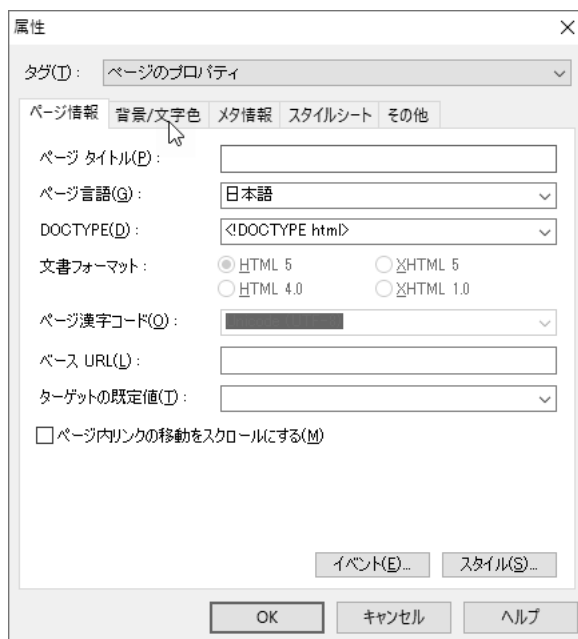 属性
タグ(T): ページのプロパティ
ページ情報 背景/文字色 メタ情報 スタイルシート その他
ページ タイトル(P):
ページ言語(G): 日本語
DOCTYPE(D): <!DOCTYPE html>
文書フォーマット: HTML 5 XHTML 5
HTML 4.0 XHTML 1.0
ページ漢字コード(O):
ベース URL(L):
ターゲットの既定値(T):
ページ内リンクの移動をスクロールにする(M)
イベント(E)... スタイル(S)...
OK キャンセル ヘルプ